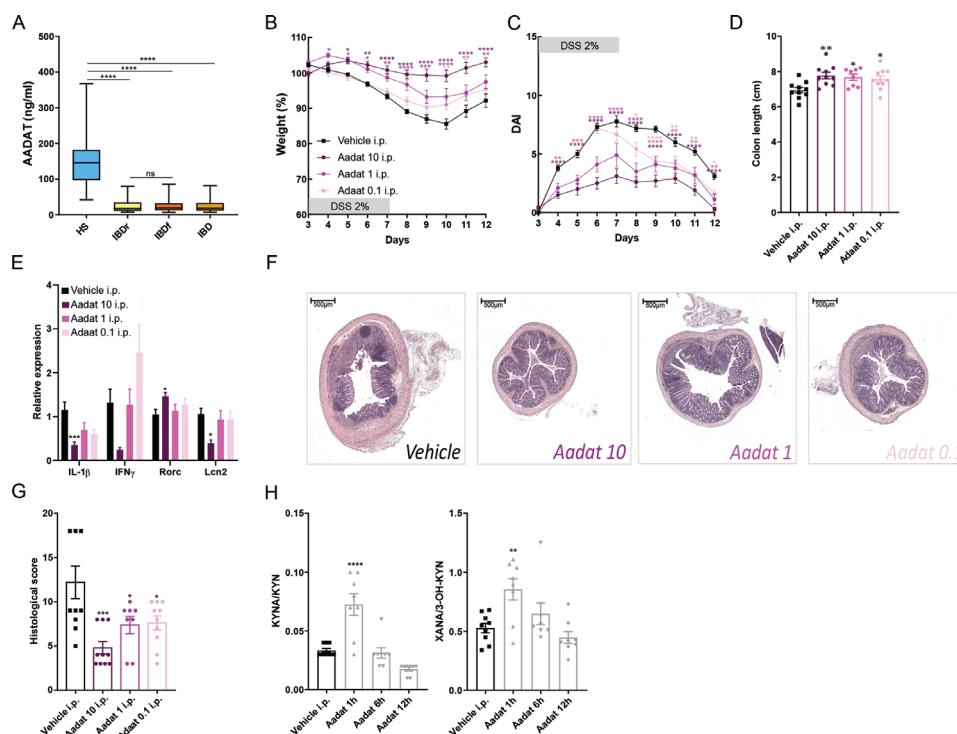 A
AADAT (ng/ml)
500
400
300
200
100
0
****
****
****
ns
HS
IBDr
IBDf
IBD
B
Weight (%)
110
100
90
80
70
60
Vehicle i.p.
Aadat 10 i.p.
Aadat 1 i.p.
Adaat 0.1 i.p.
DSS 2%
3 4 5 6 7 8 9 10 11 12
Days
C
DSS 2%
DAI
15
10
5
0
3 4 5 6 7 8 9 10 11 12
Days
D
Colon length (cm)
10
8
6
4
2
0
**
*
*
Vehicle i.p.
Aadat 10 i.p.
Aadat 1 i.p.
Adaat 0.1 i.p.
E
Vehicle i.p.
Aadat 10 i.p.
Aadat 1 i.p.
Adaat 0.1 i.p.
Relative expression
4
3
2
1
0
***
*
*
IL-1β
IFNγ
Rorc
Lcn2
F
500µm
500µm
500µm
500µm
Vehicle
Aadat 10
Aadat 1
Aadat 0.1
G
Histological score
20
15
10
5
0
***
*
*
Vehicle i.p.
Aadat 10 i.p.
Aadat 1 i.p.
Aadat 0.1 i.p.
H
KYNA/KYN
0.15
0.10
0.05
0.00
****
Vehicle i.p.
Aadat 1h
Aadat 6h
Aadat 12h
XANA/3-OH-KYN
1.5
1.0
0.5
0.0
**
Vehicle i.p.
Aadat 1h
Aadat 6h
Aadat 12h